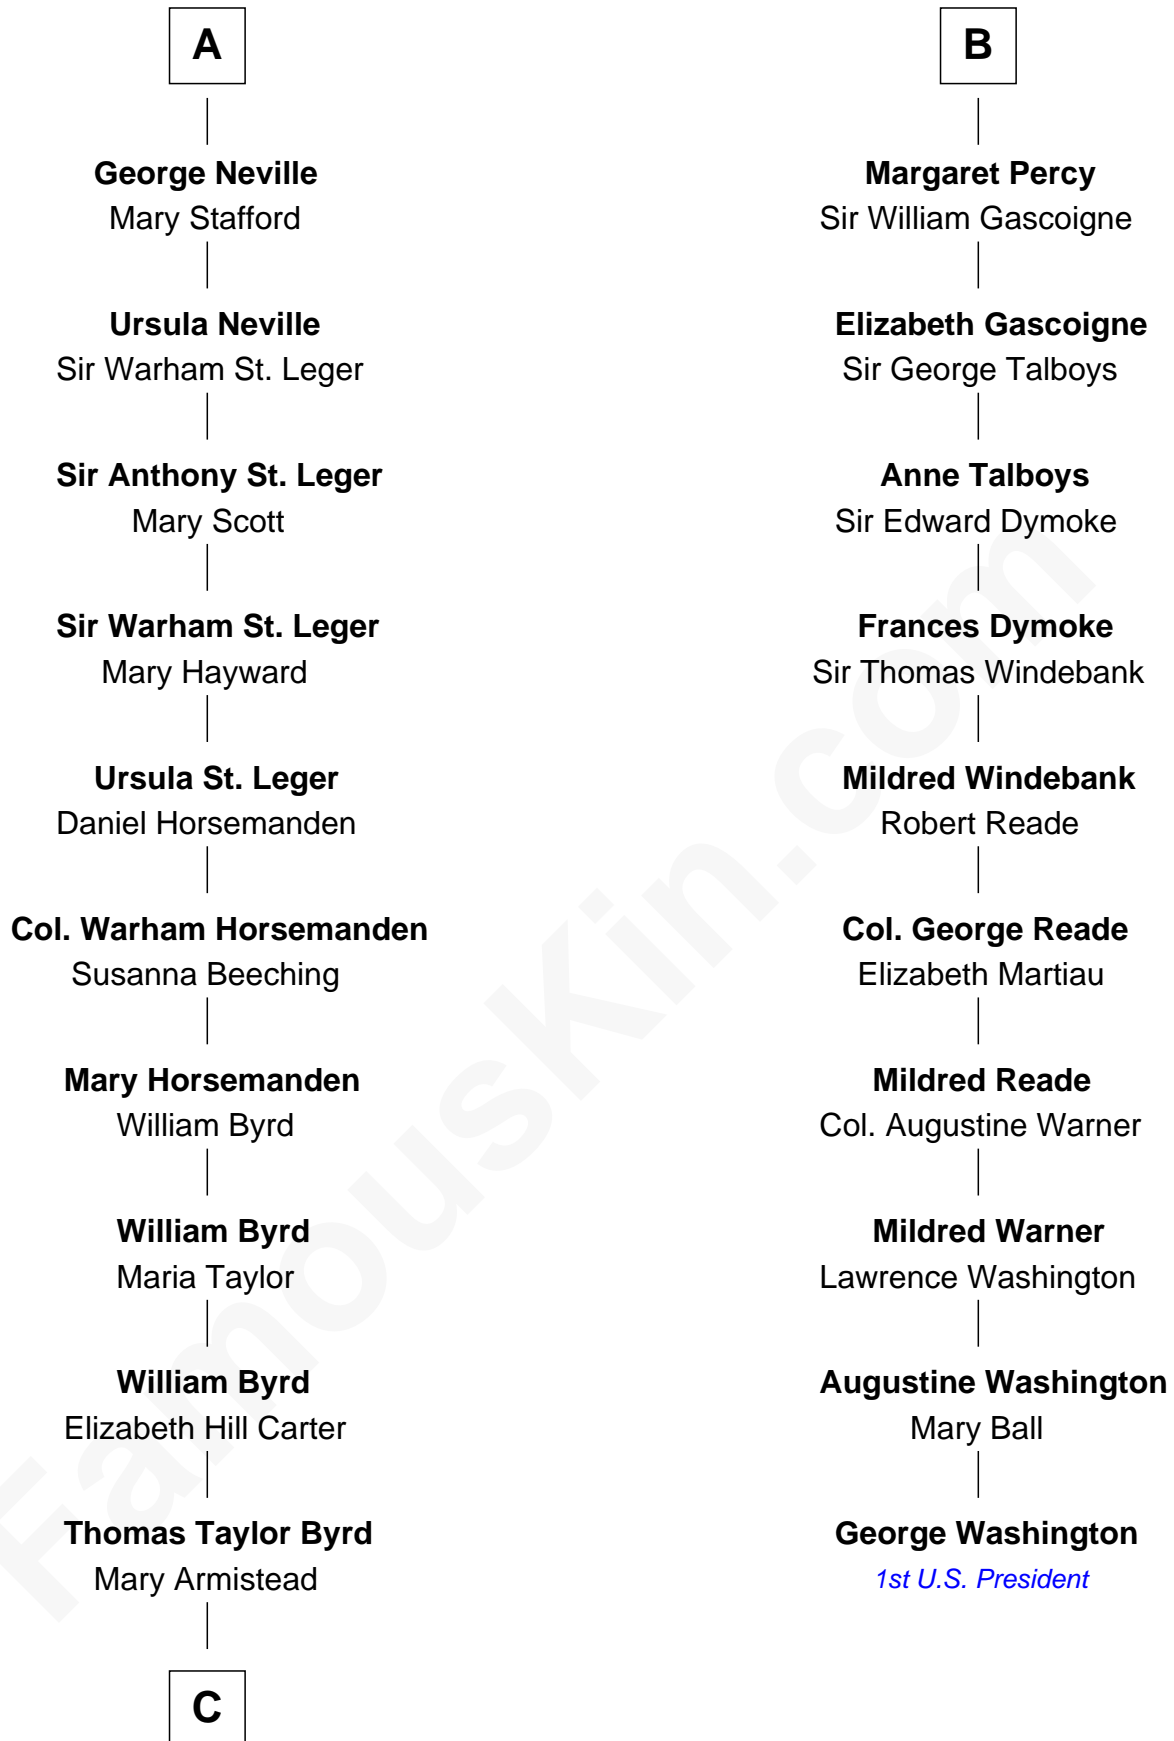 A
George Neville
Mary Stafford
Ursula Neville
Sir Warham St. Leger
Sir Anthony St. Leger
Mary Scott
Sir Warham St. Leger
Mary Hayward
Ursula St. Leger
Daniel Horsemanden
Col. Warham Horsemanden
Susanna Beeching
Mary Horsemanden
William Byrd
William Byrd
Maria Taylor
William Byrd
Elizabeth Hill Carter
Thomas Taylor Byrd
Mary Armistead
C
B
Margaret Percy
Sir William Gascoigne
Elizabeth Gascoigne
Sir George Talboys
Anne Talboys
Sir Edward Dymoke
Frances Dymoke
Sir Thomas Windebank
Mildred Windebank
Robert Reade
Col. George Reade
Elizabeth Martiau
Mildred Reade
Col. Augustine Warner
Mildred Warner
Lawrence Washington
Augustine Washington
Mary Ball
George Washington
1st U.S. President
FamousKin.com